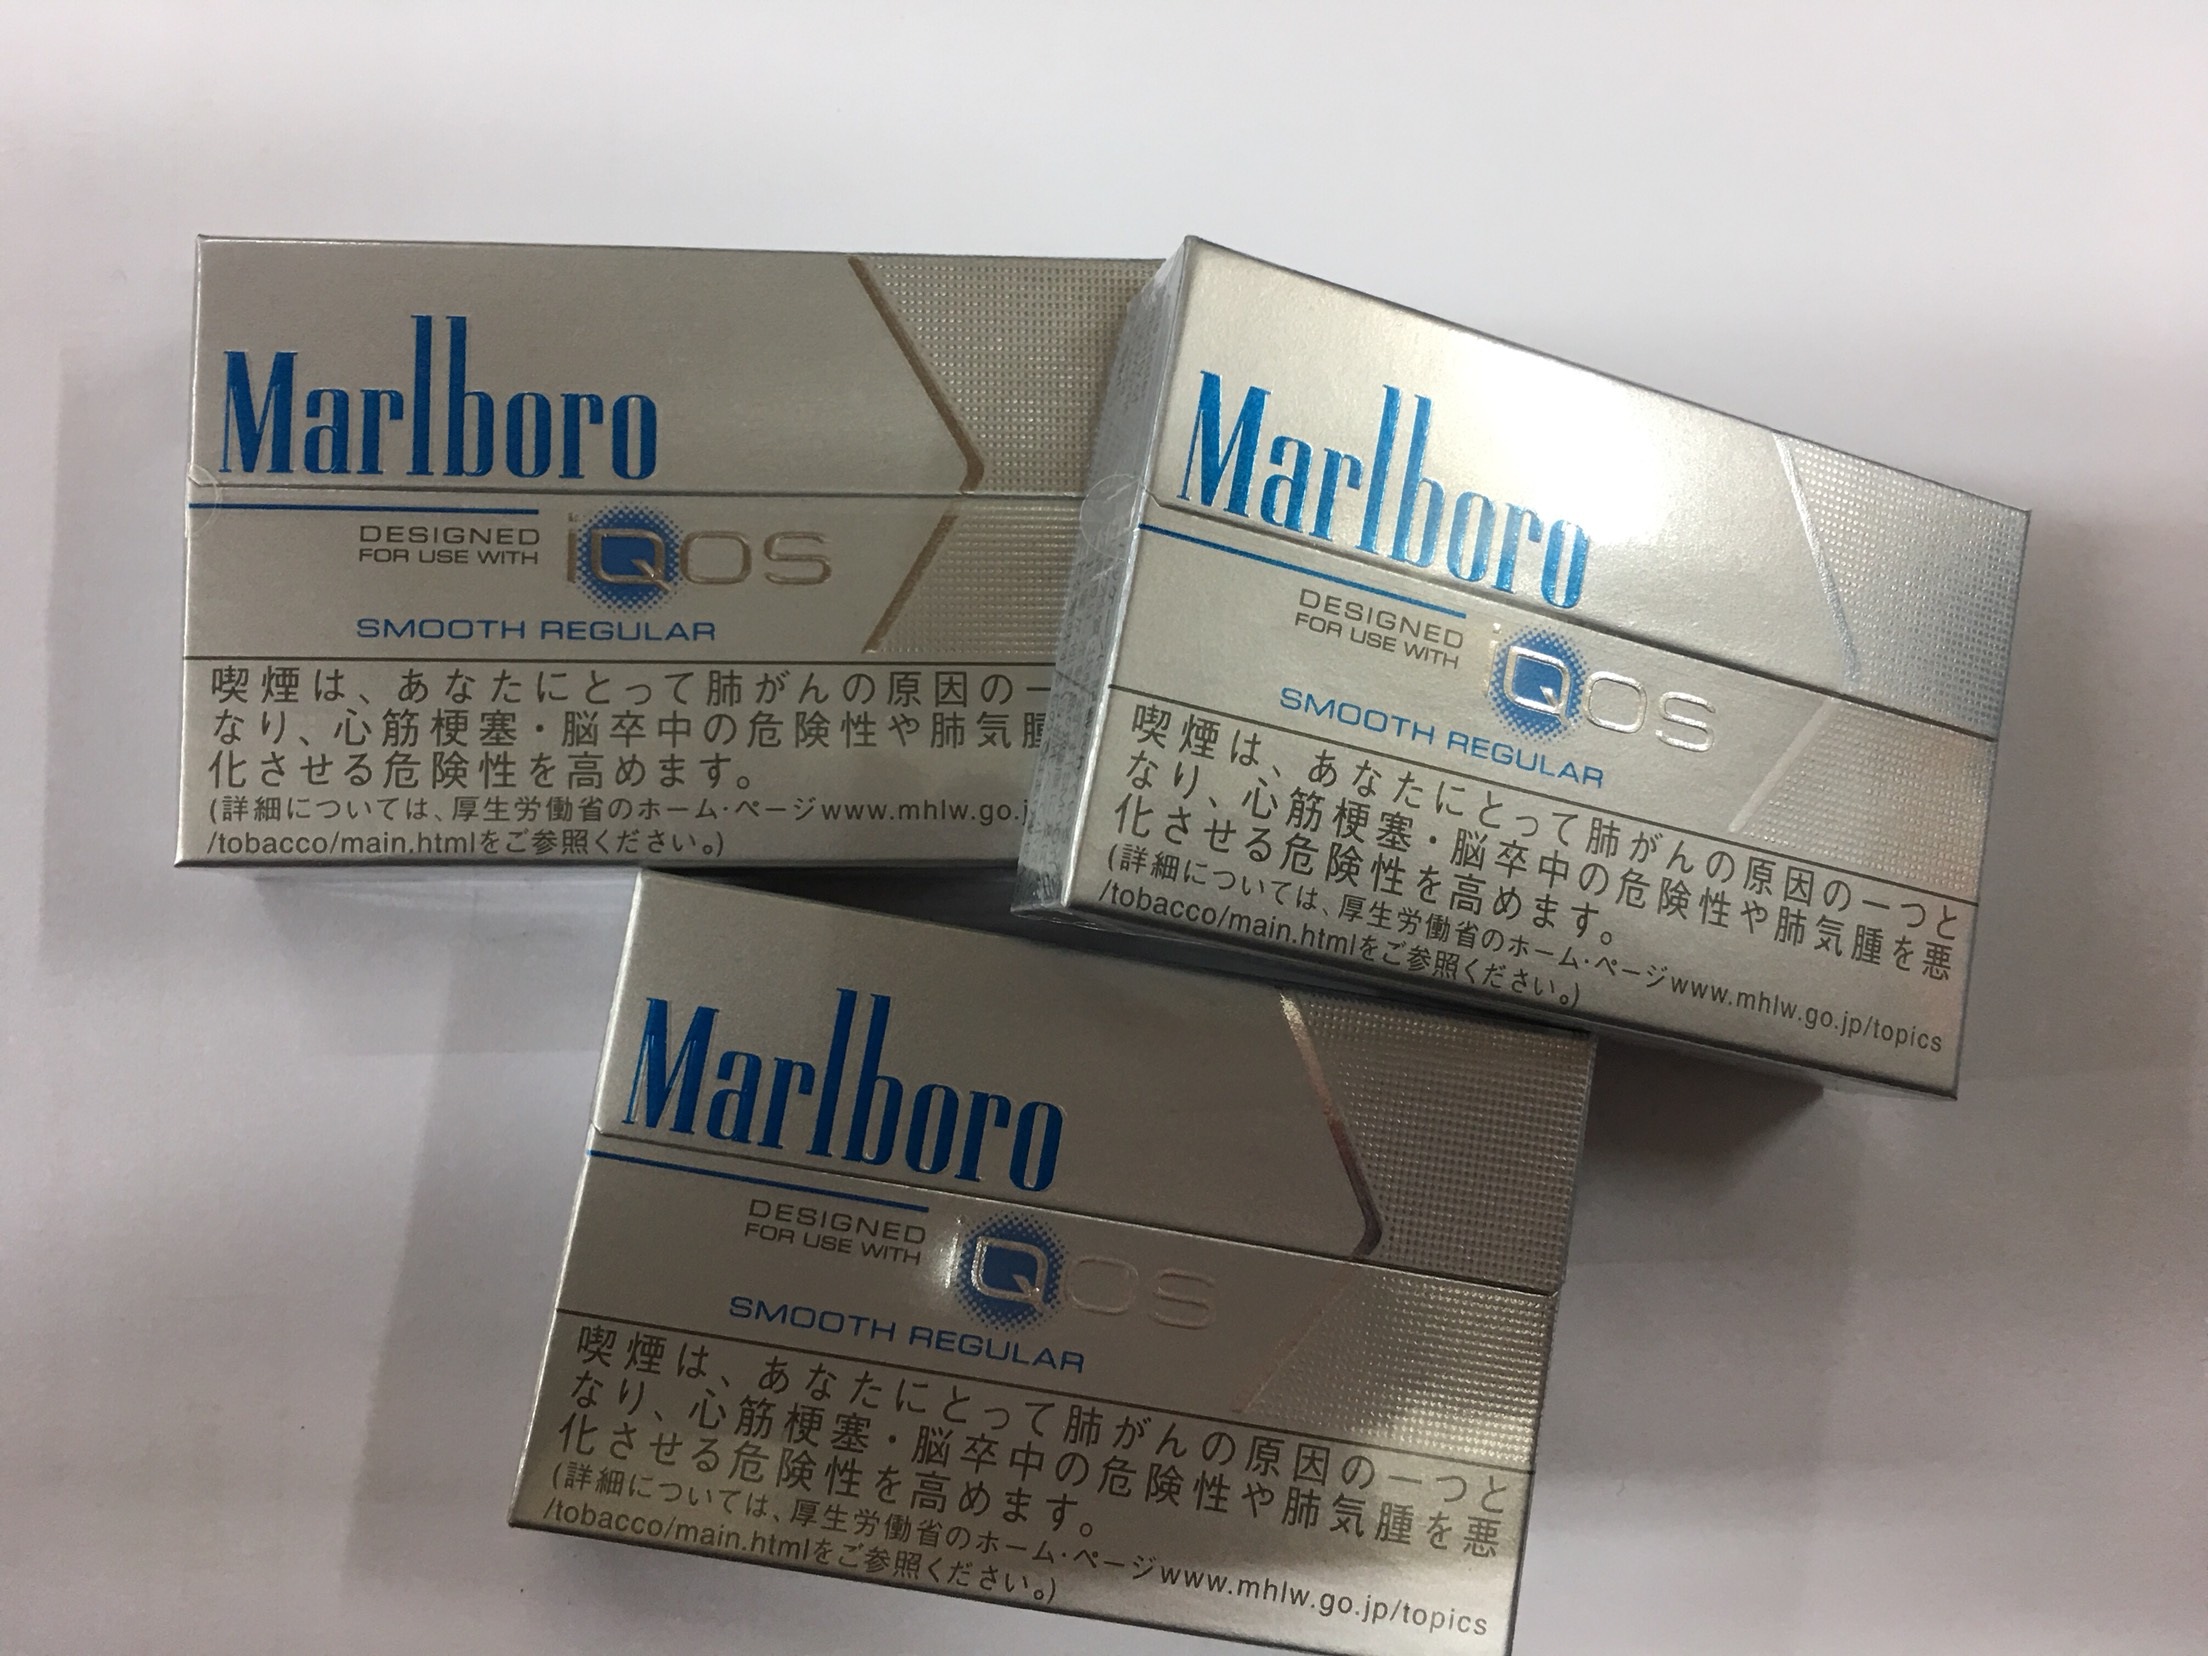 Marlboro
DESIGNED
FOR USE WITH
iQOS
SMOOTH REGULAR
喫煙は、あなたにとって肺がんの原因の一
なり、心筋梗塞・脳卒中の危険性や肺気腫
化させる危険性を高めます。
(詳細については、厚生労働省のホーム・ページwww.mhlw.go.j
/tobacco/main.htmlをご参照ください。)
Marlboro
DESIGNED
FOR USE WITH
iQOS
SMOOTH REGULAR
喫煙は、あなたにとって肺がんの原因の一つと
なり、心筋梗塞・脳卒中の危険性や肺気腫を悪
化させる危険性を高めます。
(詳細については、厚生労働省のホーム・ページwww.mhlw.go.jp/topics
/tobacco/main.htmlをご参照ください。)
Marlboro
DESIGNED
FOR USE WITH
iQOS
SMOOTH REGULAR
喫煙は、あなたにとって肺がんの原因の一つと
なり、心筋梗塞・脳卒中の危険性や肺気腫を悪
化させる危険性を高めます。
(詳細については、厚生労働省のホーム・ページwww.mhlw.go.jp/topics
/tobacco/main.htmlをご参照ください。)